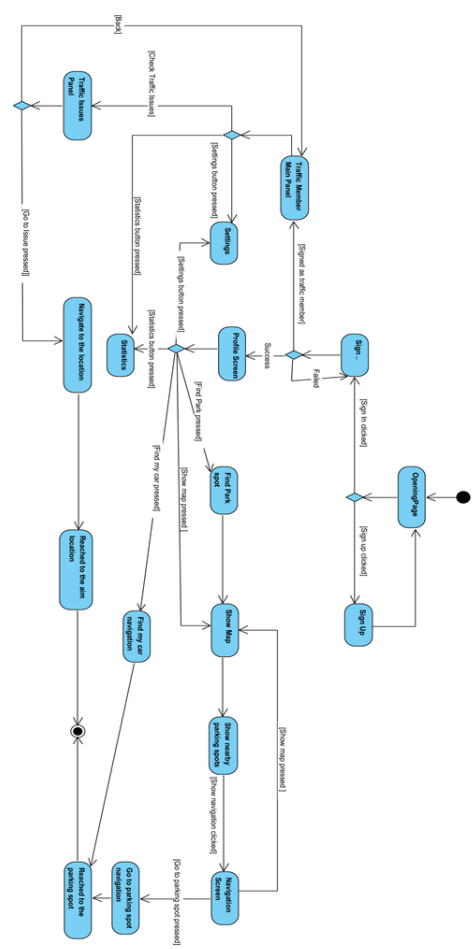 OpeningPage
[Sign In clicked]
[Sign up clicked]
Sign ..
Sign Up
Failed
Success
[Signed as traffic member]
Traffic Member
Main Panel
Profile Screen
[Back]
[Check Traffic Issues]
[Settings button pressed]
[Statistics button pressed]
Traffic Issues
Panel
Settings
[Settings button pressed]
Statistics
[Statistics button pressed]
[Find Park pressed]
[Show map pressed ]
[Find my car pressed]
[Go to Issue pressed]]
Find Park
spot
Show Map
[Show map pressed ]
Show nearby
parking spots
[Show navigation clicked]
Navigation
Screen
[Go to parking spot pressed]
Go to parking spot
navigation
Find my car
navigation
Reached to the
parking spot
Navigate to the location
Reached to the aim
location